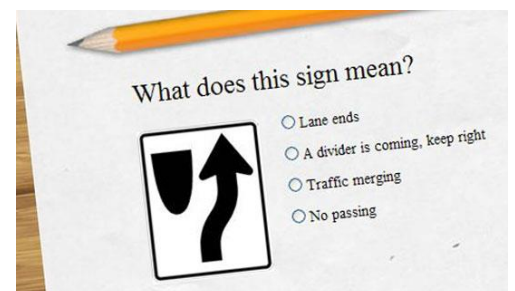 What does this sign mean?
Lane ends
A divider is coming, keep right
Traffic merging
No passing